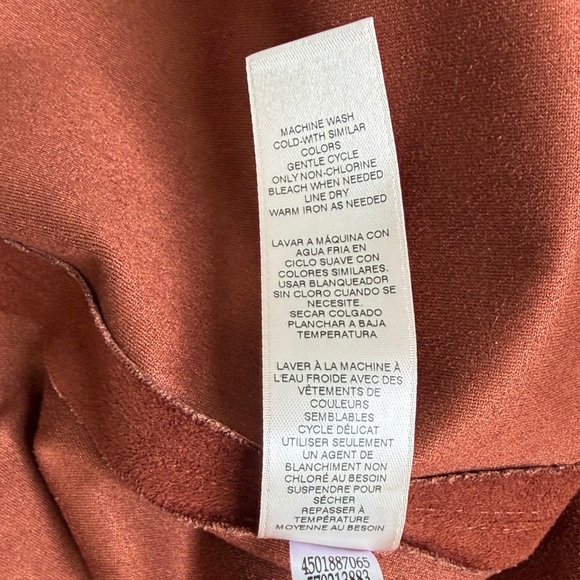 MACHINE WASH
COLD-WITH SIMILAR
COLORS
GENTLE CYCLE
ONLY NON-CHLORINE
BLEACH WHEN NEEDED
LINE DRY
WARM IRON AS NEEDED
LAVAR A MÁQUINA CON
AGUA FRIA EN
CICLO SUAVE CON
COLORES SIMILARES.
USAR BLANQUEADOR
SIN CLORO CUANDO SE
NECESITE.
SECAR COLGADO
PLANCHAR A BAJA
TEMPERATURA
LAVER À LA MACHINE À
L'EAU FROIDE AVEC DES
VÊTEMENTS DE
COULEURS
SEMBLABLES
CYCLE DÉLICAT
UTILISER SEULEMENT
UN AGENT DE
BLANCHIMENT NON
CHLORÉ AU BESOIN
SUSPENDRE POUR
SÉCHER
REPASSER À
TEMPÉRATURE
MOYENNE AU BESOIN
4501887065